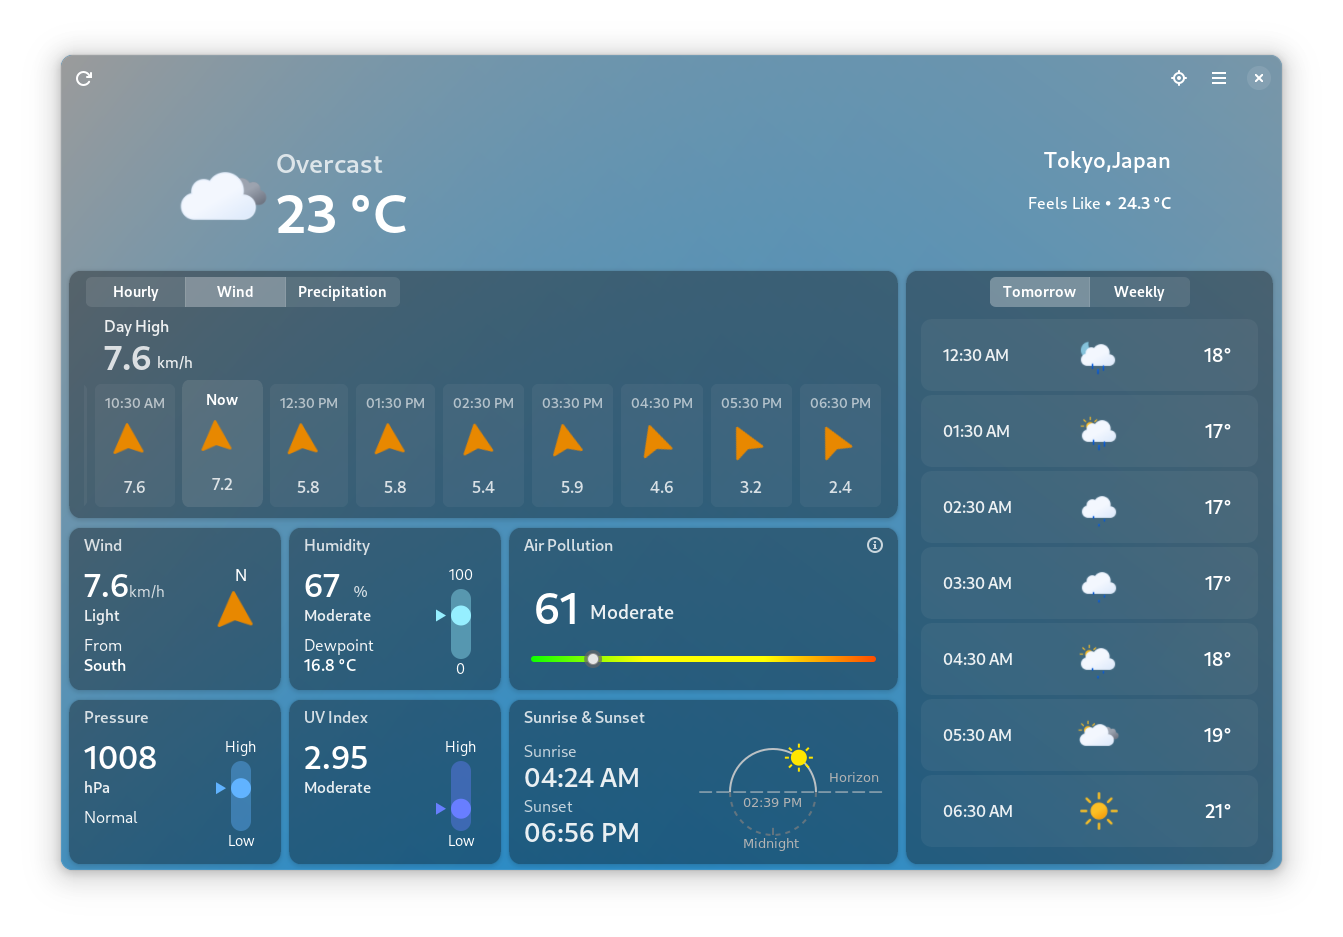 Overcast
23 °C
Tokyo,Japan
Feels Like • 24.3 °C
Hourly Wind Precipitation
Day High
7.6 km/h
10:30 AM Now 12:30 PM 01:30 PM 02:30 PM 03:30 PM 04:30 PM 05:30 PM 06:30 PM
7.6 7.2 5.8 5.8 5.4 5.9 4.6 3.2 2.4
Tomorrow Weekly
12:30 AM 18°
01:30 AM 17°
02:30 AM 17°
03:30 AM 17°
04:30 AM 18°
05:30 AM 19°
06:30 AM 21°
Wind
7.6km/h
Light
From
South
N
Humidity
67 %
Moderate
Dewpoint
16.8 °C
100
0
Air Pollution
61 Moderate
Pressure
1008
hPa
Normal
High
Low
UV Index
2.95
Moderate
High
Low
Sunrise & Sunset
Sunrise
04:24 AM
Sunset
06:56 PM
Horizon
02:39 PM
Midnight